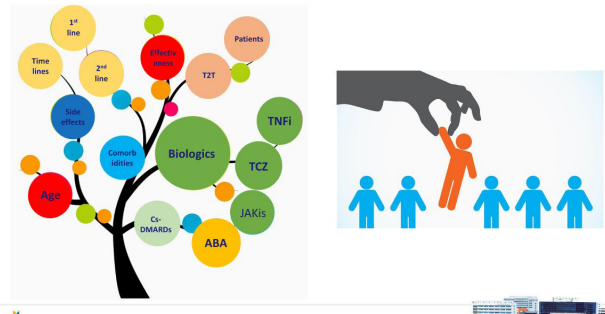 1st
line
Time
lines
2nd
line
Side
effects
Effectiv
nness
Patients
T2T
TNFi
Comorb
idities
Biologics
TCZ
Age
JAKis
Cs-
DMARDs
ABA